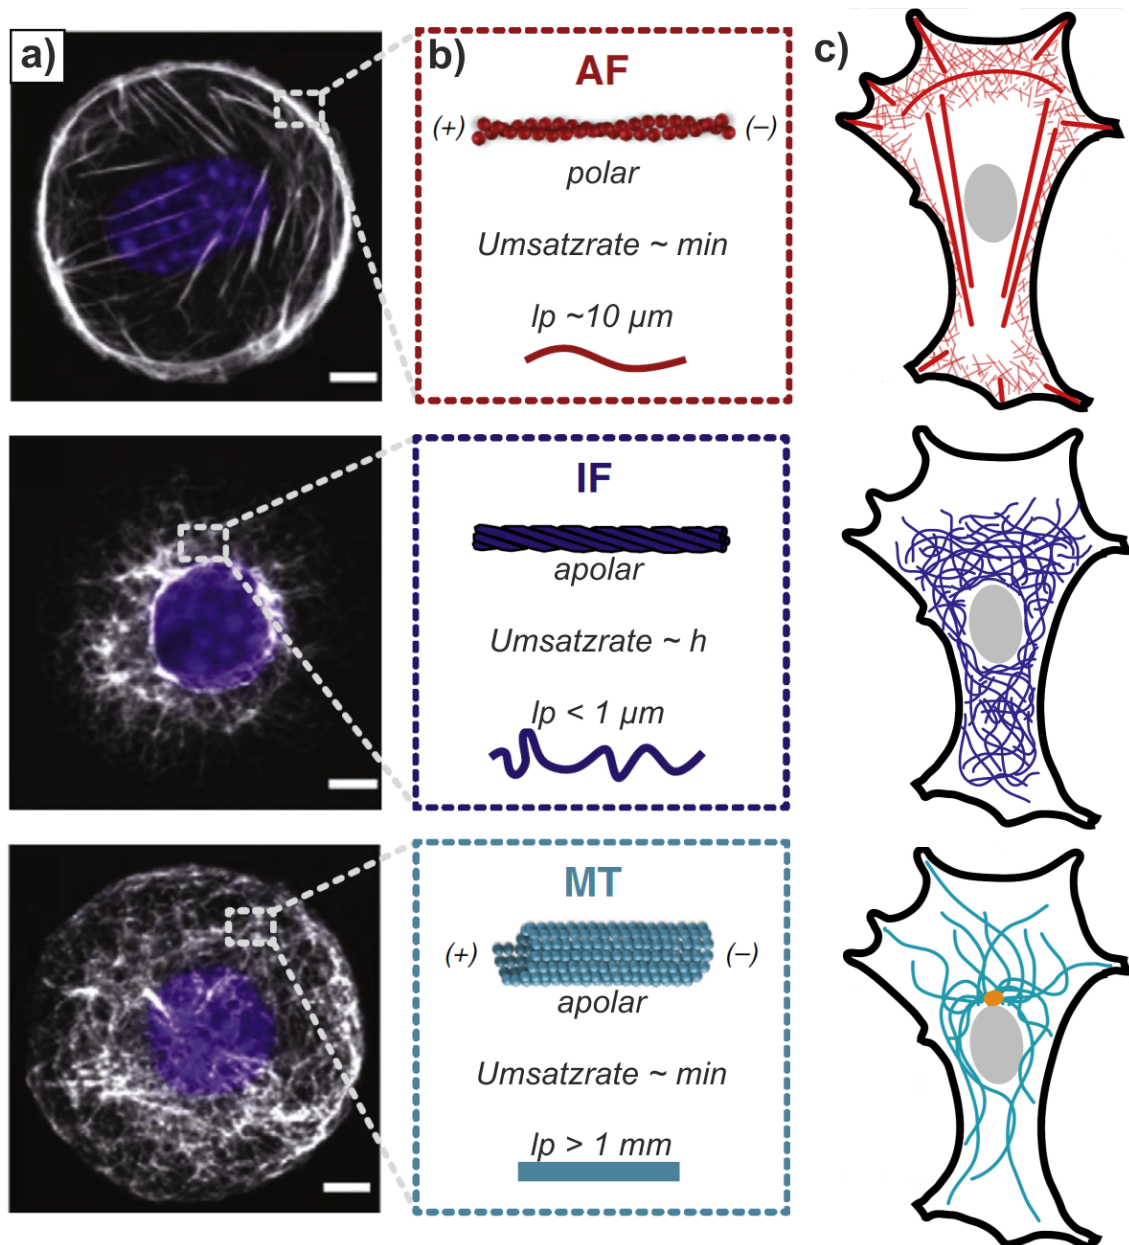 a)
b)
c)
AF
(+) (–)
polar
Umsatzrate ~ min
lp ~10 µm
IF
apolar
Umsatzrate ~ h
lp < 1 µm
MT
(+) (–)
apolar
Umsatzrate ~ min
lp > 1 mm